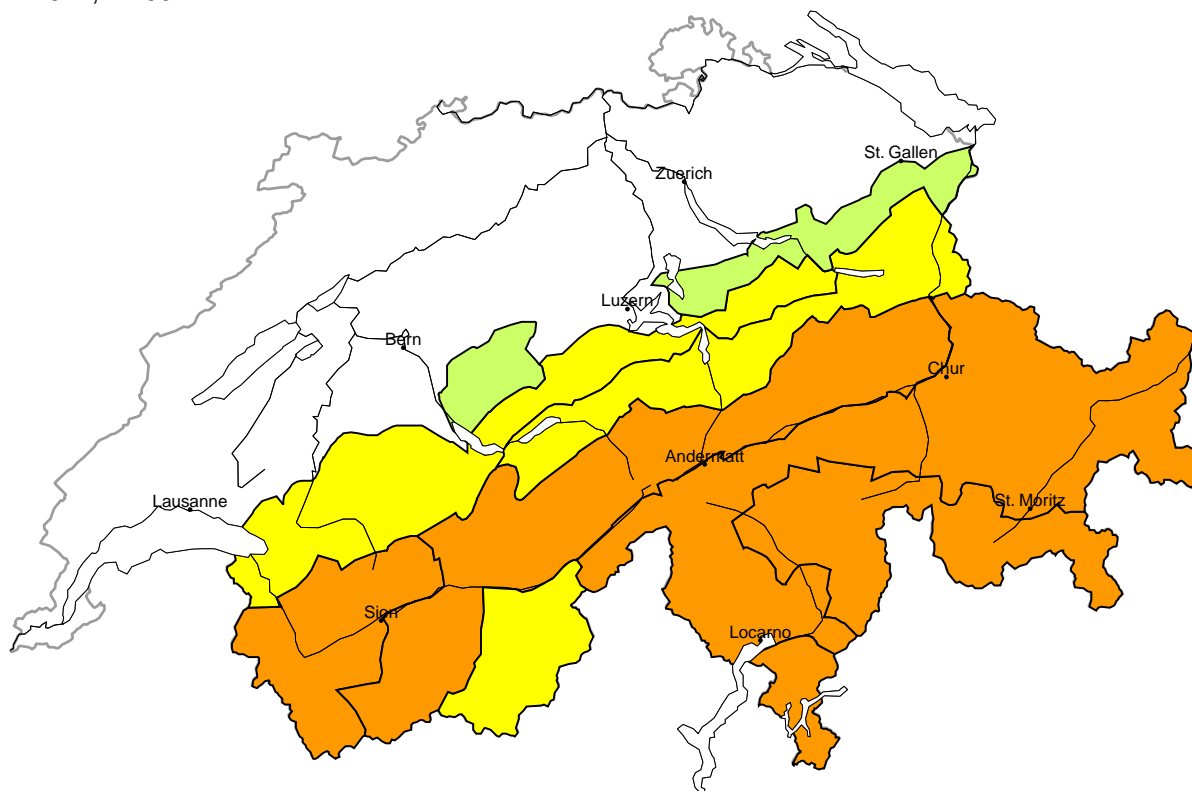 St. Gallen
Zuerich
Luzern
Bern
Chur
Andermatt
Lausanne
St. Moritz
Sion
Locarno